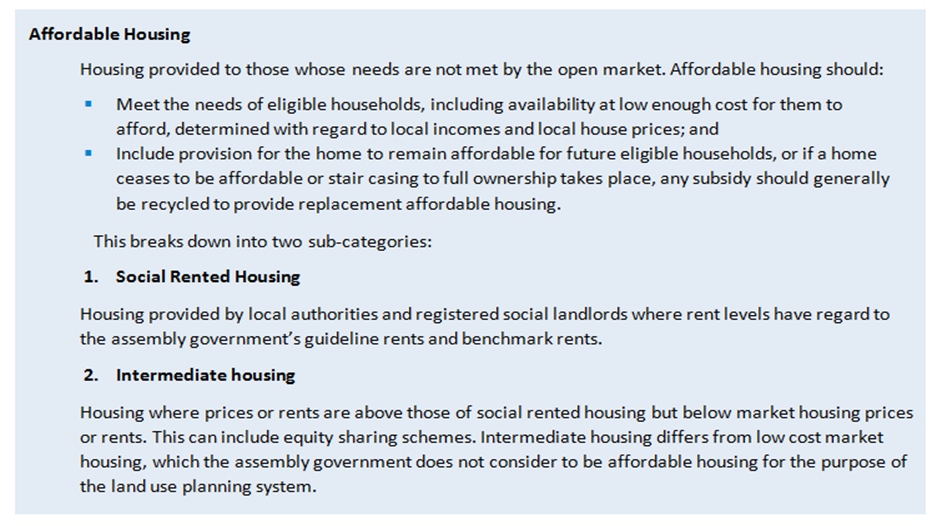 Affordable Housing
Housing provided to those whose needs are not met by the open market. Affordable housing should:
▪ Meet the needs of eligible households, including availability at low enough cost for them to
afford, determined with regard to local incomes and local house prices; and
▪ Include provision for the home to remain affordable for future eligible households, or if a home
ceases to be affordable or stair casing to full ownership takes place, any subsidy should generally
be recycled to provide replacement affordable housing.
This breaks down into two sub-categories:
1. Social Rented Housing
Housing provided by local authorities and registered social landlords where rent levels have regard to
the assembly government’s guideline rents and benchmark rents.
2. Intermediate housing
Housing where prices or rents are above those of social rented housing but below market housing prices
or rents. This can include equity sharing schemes. Intermediate housing differs from low cost market
housing, which the assembly government does not consider to be affordable housing for the purpose of
the land use planning system.